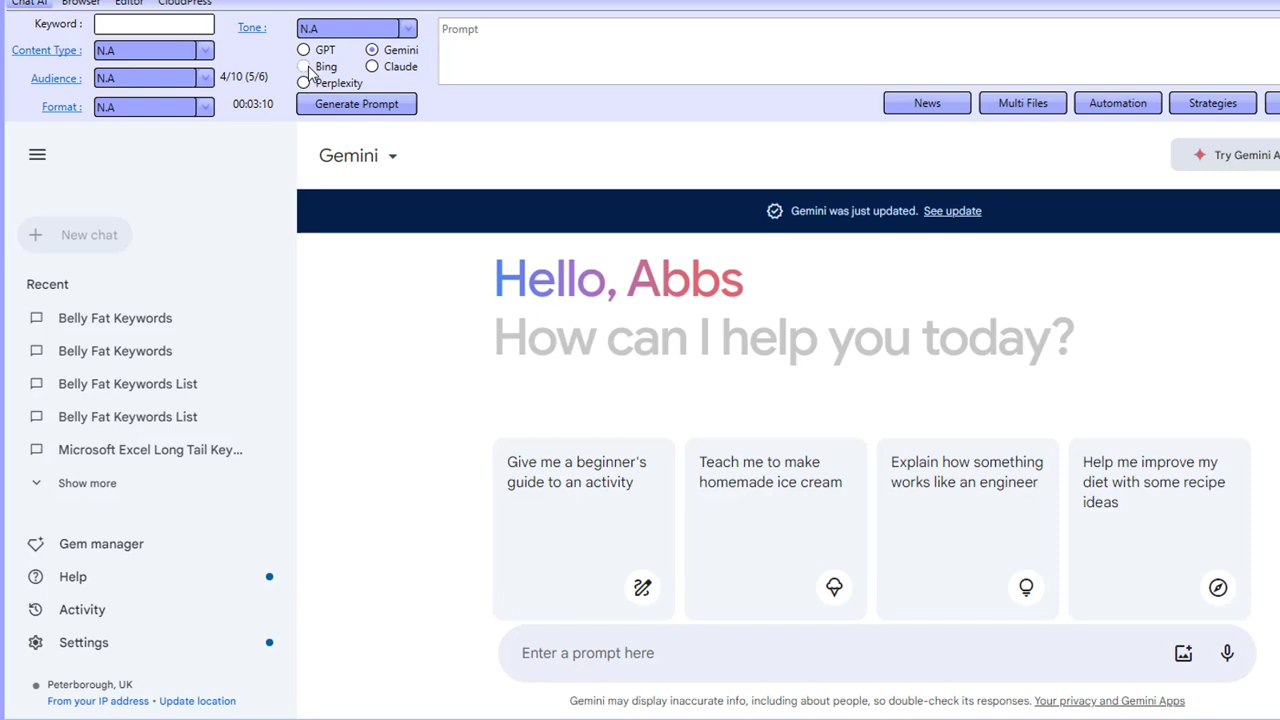 Chat AI Browser Editor CloudPress
Keyword : Tone : N.A
Prompt
GPT Gemini
Content Type : N.A
Bing Claude
Audience : N.A 4/10 (5/6)
Perplexity
Format : N.A 00:03:10 Generate Prompt
News Multi Files Automation Strategies
Gemini
Try Gemini A
Gemini was just updated. See update
New chat
Hello, Abbs
How can I help you today?
Recent
Belly Fat Keywords
Belly Fat Keywords
Belly Fat Keywords List
Belly Fat Keywords List
Microsoft Excel Long Tail Key...
Show more
Give me a beginner's
guide to an activity
Teach me to make
homemade ice cream
Explain how something
works like an engineer
Help me improve my
diet with some recipe
ideas
Gem manager
Help
Activity
Settings
Enter a prompt here
Peterborough, UK
From your IP address • Update location
Gemini may display inaccurate info, including about people, so double-check its responses. Your privacy and Gemini Apps